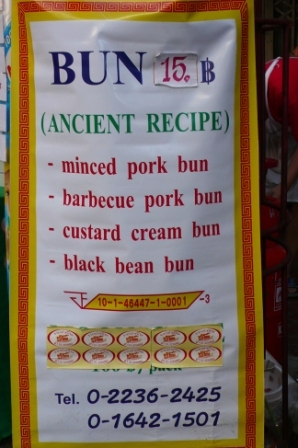 BUN 15.฿
(ANCIENT RECIPE)
- minced pork bun
- barbecue pork bun
- custard cream bun
- black bean bun
10-1-46447-1-0001 -3
Tel. 0-2236-2425
0-1642-1501